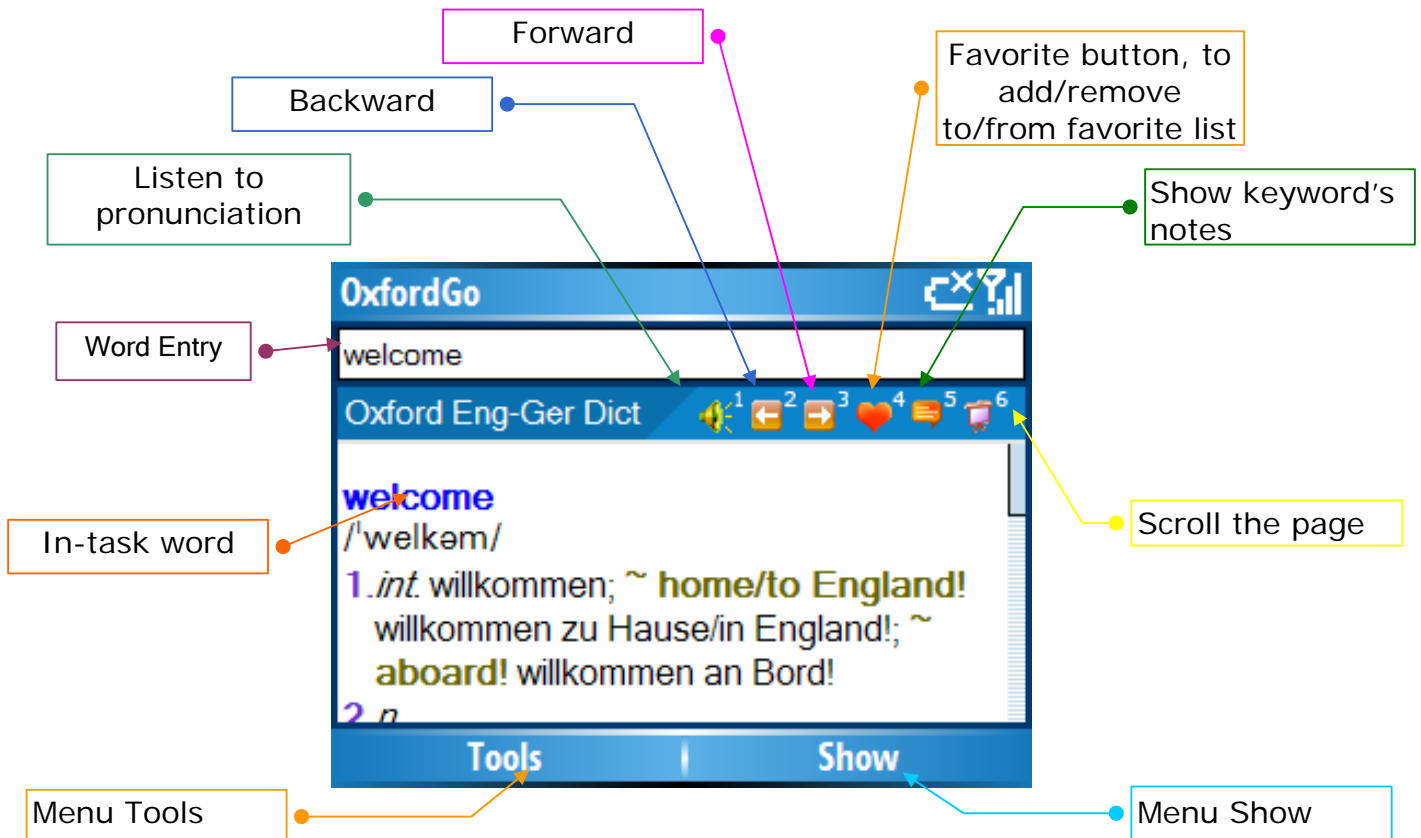 Forward
Favorite button, to
add/remove
to/from favorite list
Backward
Listen to
pronunciation
Show keyword's
notes
OxfordGo
Word Entry
welcome
Oxford Eng-Ger Dict 1 2 3 4 5 6
welcome
/ˈwelkəm/
In-task word
Scroll the page
1.int. willkommen; ~ home/to England!
willkommen zu Hause/in England!; ~
aboard! willkommen an Bord!
2.n.
Tools Show
Menu Tools
Menu Show